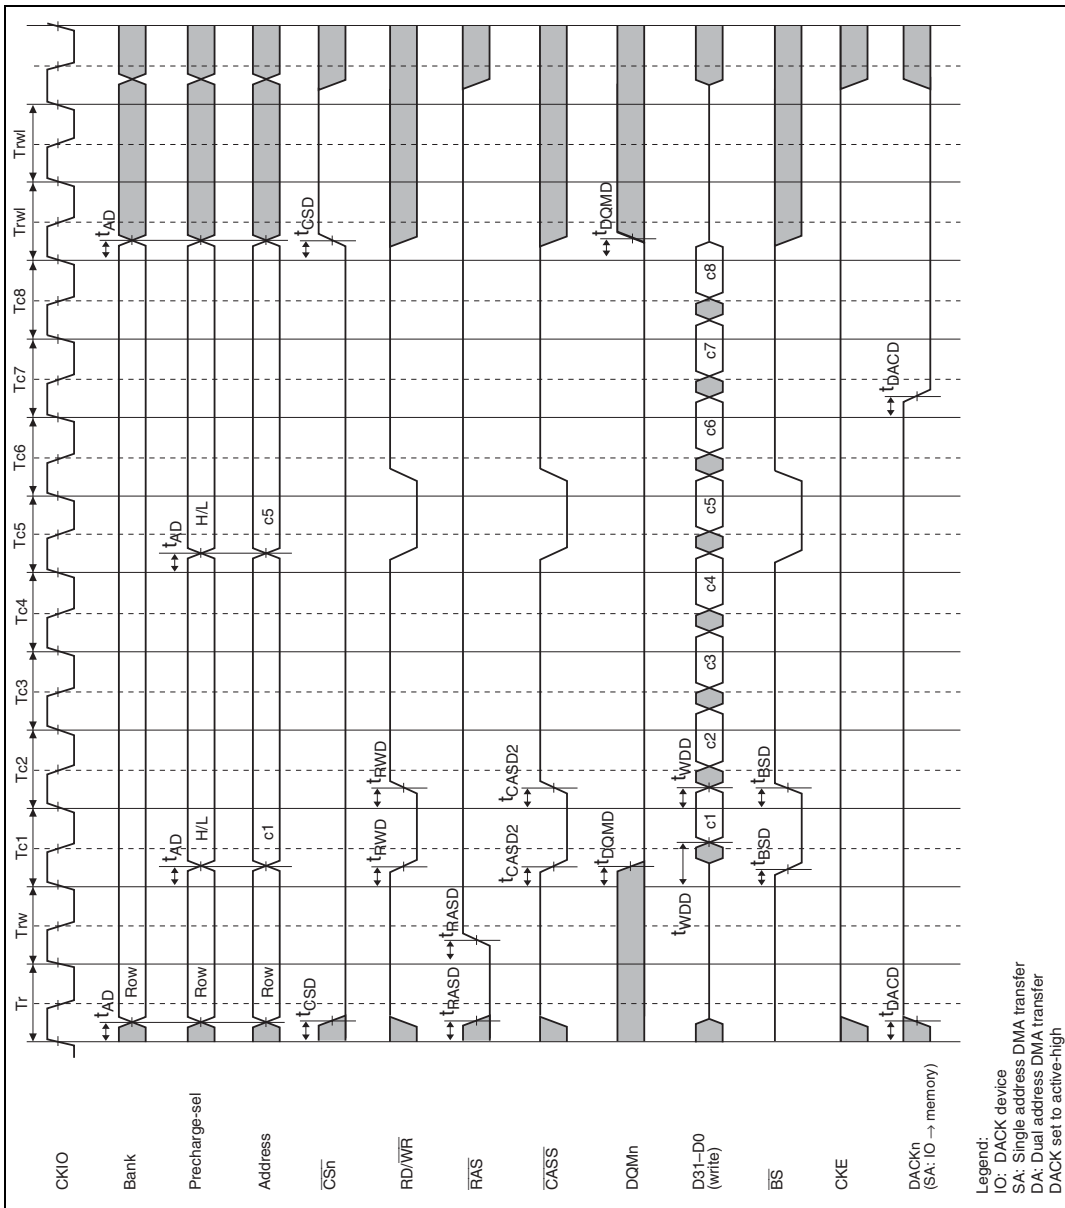 Tr Trw Tc1 Tc2 Tc3 Tc4 Tc5 Tc6 Tc7 Tc8 Trwl Trwl
CKIO
tAD tAD
Bank Row
tAD tAD
Precharge-sel Row H/L H/L
Address Row c1 c5
tCSD tCSD
CSn
tRWD tRWD
RD/WR
tRASD tRASD
RAS
tCASD2 tCASD2
CASS
tDQMD tDQMD
DQMn
tWDD tWDD
D31–D0 c1 c2 c3 c4 c5 c6 c7 c8
(write)
tBSD tBSD
BS
CKE
tDACD tDACD
DACKn
(SA: IO → memory)
Legend:
IO: DACK device
SA: Single address DMA transfer
DA: Dual address DMA transfer
DACK set to active-high